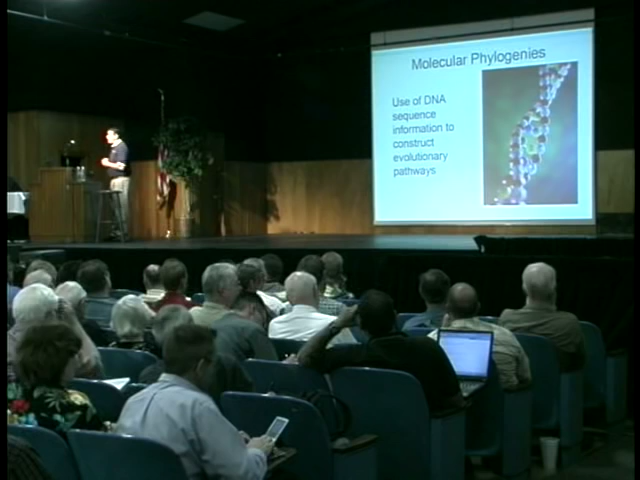 Molecular Phylogenies
Use of DNA
sequence
information to
construct
evolutionary
pathways